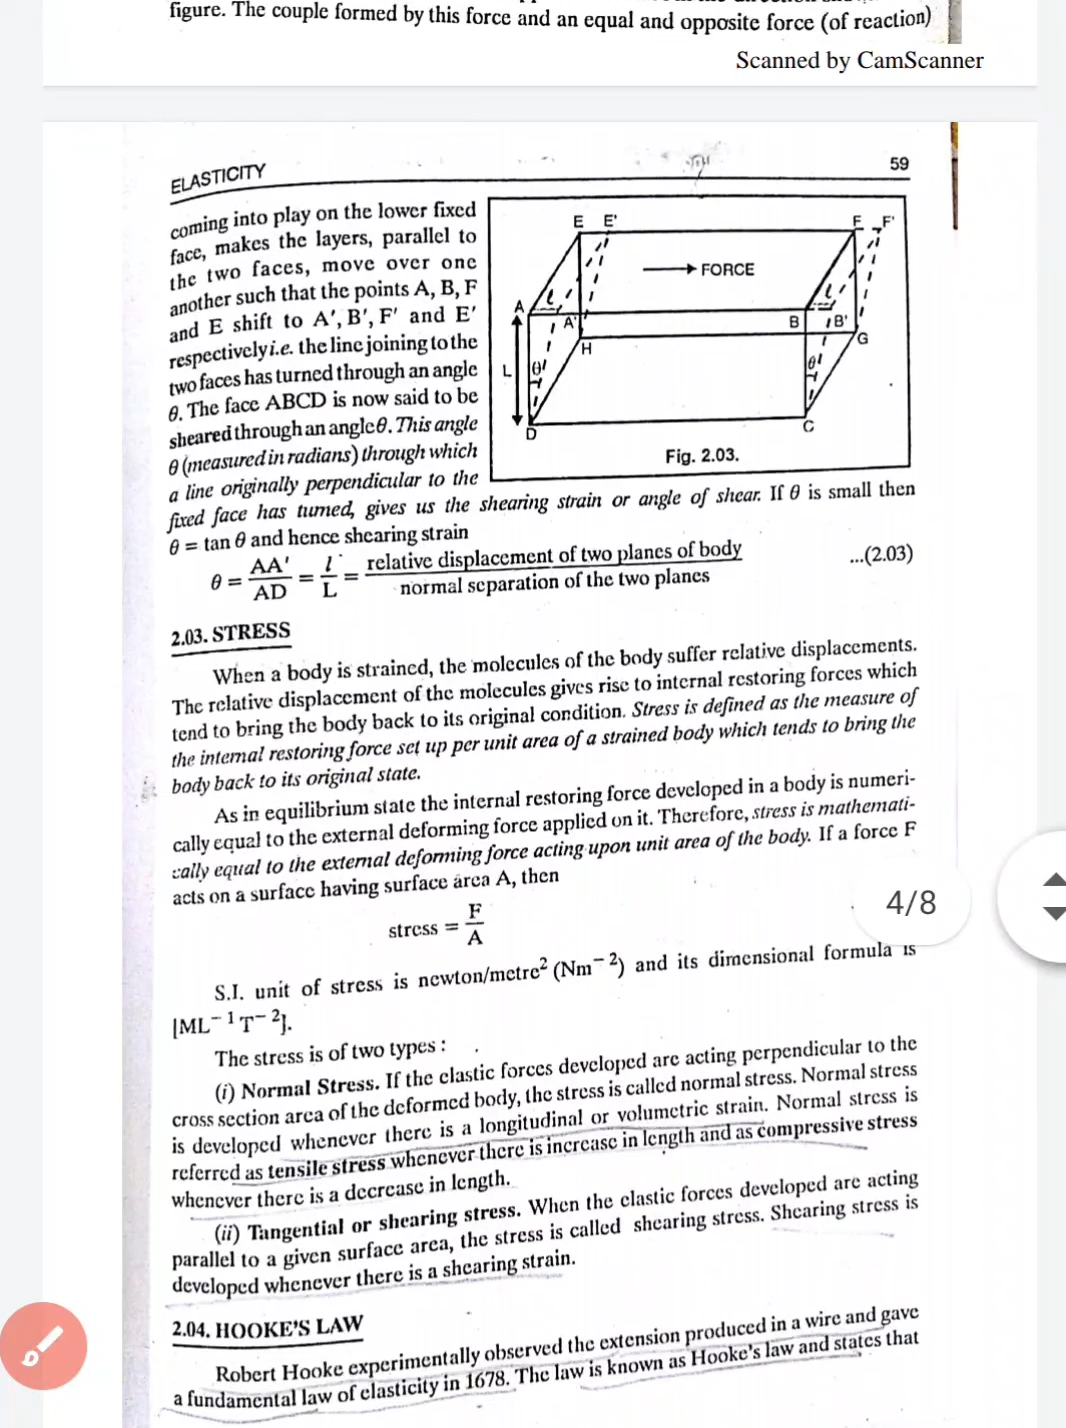 figure. The couple formed by this force and an equal and opposite force (of reaction)
Scanned by CamScanner
ELASTICITY
59
coming into play on the lower fixed
face, makes the layers, parallel to
the two faces, move over one
another such that the points A, B, F
and E shift to A', B', F' and E'
respectively i.e. the line joining to the
two faces has turned through an angle
θ. The face ABCD is now said to be
sheared through an angle θ. This angle
θ (measured in radians) through which
a line originally perpendicular to the
fixed face has turned, gives us the shearing strain or angle of shear. If θ is small then
θ = tan θ and hence shearing strain
E E' F F'
→ FORCE
A l l
A' B B'
H G
L θ θ
D C
Fig. 2.03.
θ = AA'/AD = l/L = relative displacement of two planes of body / normal separation of the two planes ...(2.03)
2.03. STRESS
When a body is strained, the molecules of the body suffer relative displacements.
The relative displacement of the molecules gives rise to internal restoring forces which
tend to bring the body back to its original condition. Stress is defined as the measure of
the internal restoring force set up per unit area of a strained body which tends to bring the
body back to its original state.
As in equilibrium state the internal restoring force developed in a body is numeri-
cally equal to the external deforming force applied on it. Therefore, stress is mathemati-
cally equal to the external deforming force acting upon unit area of the body. If a force F
acts on a surface having surface area A, then
stress = F/A
4/8
S.I. unit of stress is newton/metre² (Nm⁻²) and its dimensional formula is
[ML⁻¹T⁻²].
The stress is of two types :
(i) Normal Stress. If the elastic forces developed are acting perpendicular to the
cross section area of the deformed body, the stress is called normal stress. Normal stress
is developed whenever there is a longitudinal or volumetric strain. Normal stress is
referred as tensile stress whenever there is increase in length and as compressive stress
whenever there is a decrease in length.
(ii) Tangential or shearing stress. When the elastic forces developed are acting
parallel to a given surface area, the stress is called shearing stress. Shearing stress is
developed whenever there is a shearing strain.
2.04. HOOKE'S LAW
Robert Hooke experimentally observed the extension produced in a wire and gave
a fundamental law of elasticity in 1678. The law is known as Hooke's law and states that